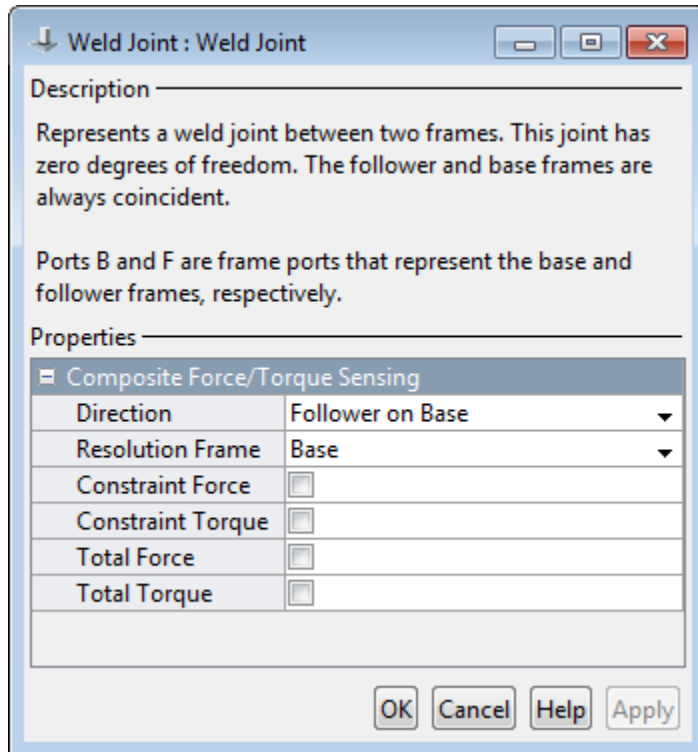 Weld Joint : Weld Joint
Description
Represents a weld joint between two frames. This joint has
zero degrees of freedom. The follower and base frames are
always coincident.
Ports B and F are frame ports that represent the base and
follower frames, respectively.
Properties
Composite Force/Torque Sensing
Direction Follower on Base
Resolution Frame Base
Constraint Force
Constraint Torque
Total Force
Total Torque
OK Cancel Help Apply